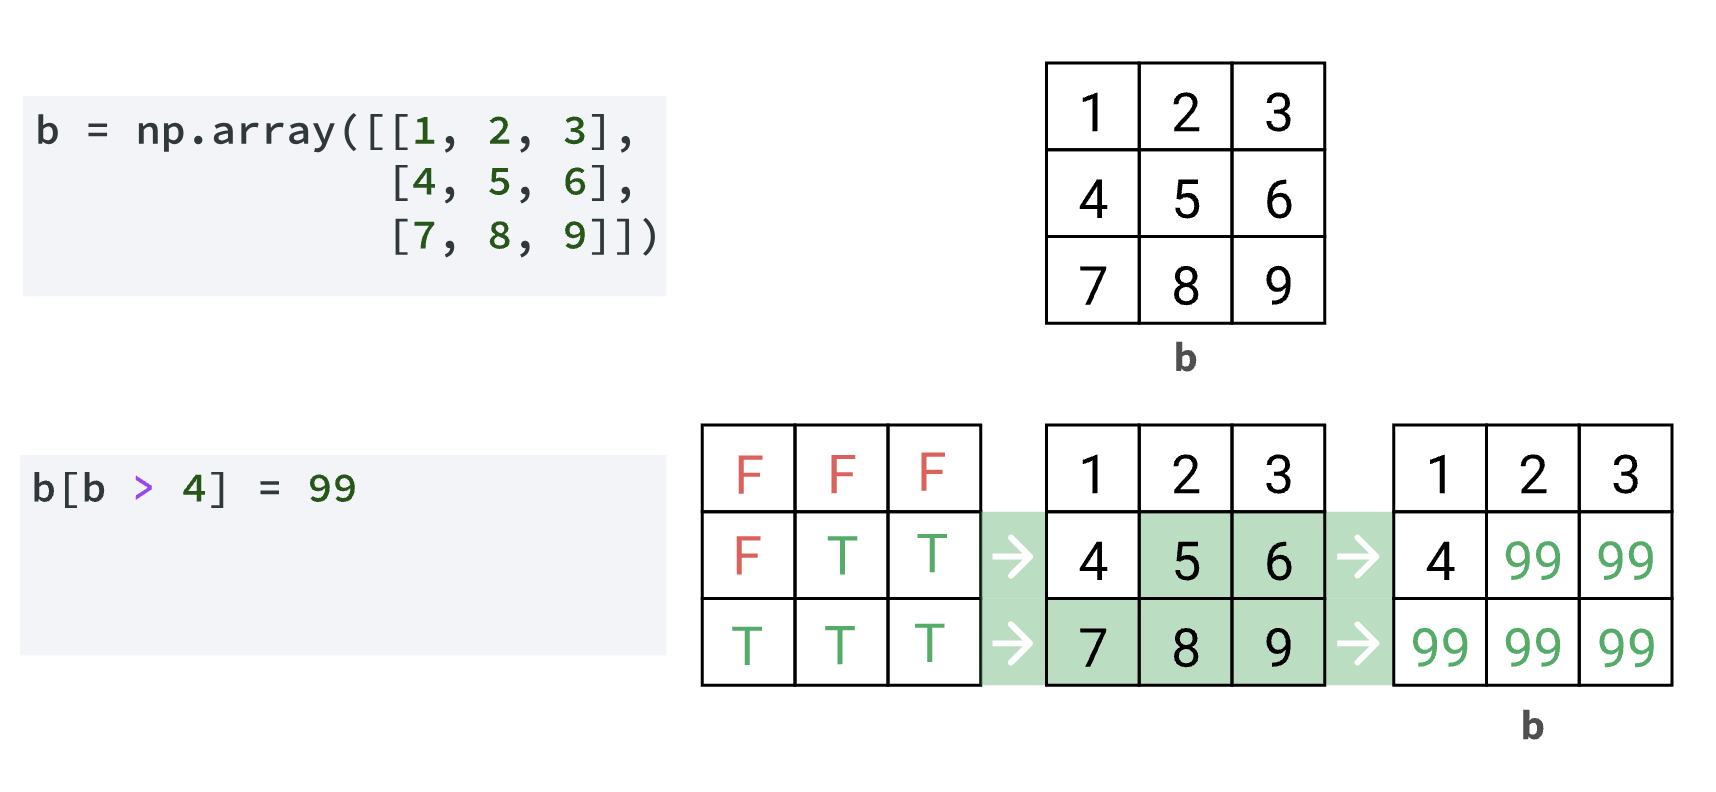 b = np.array([[1, 2, 3],
[4, 5, 6],
[7, 8, 9]])
1 2 3
4 5 6
7 8 9
b
b[b > 4] = 99
F F F
F T T
T T T
1 2 3
4 5 6
7 8 9
1 2 3
4 99 99
99 99 99
b